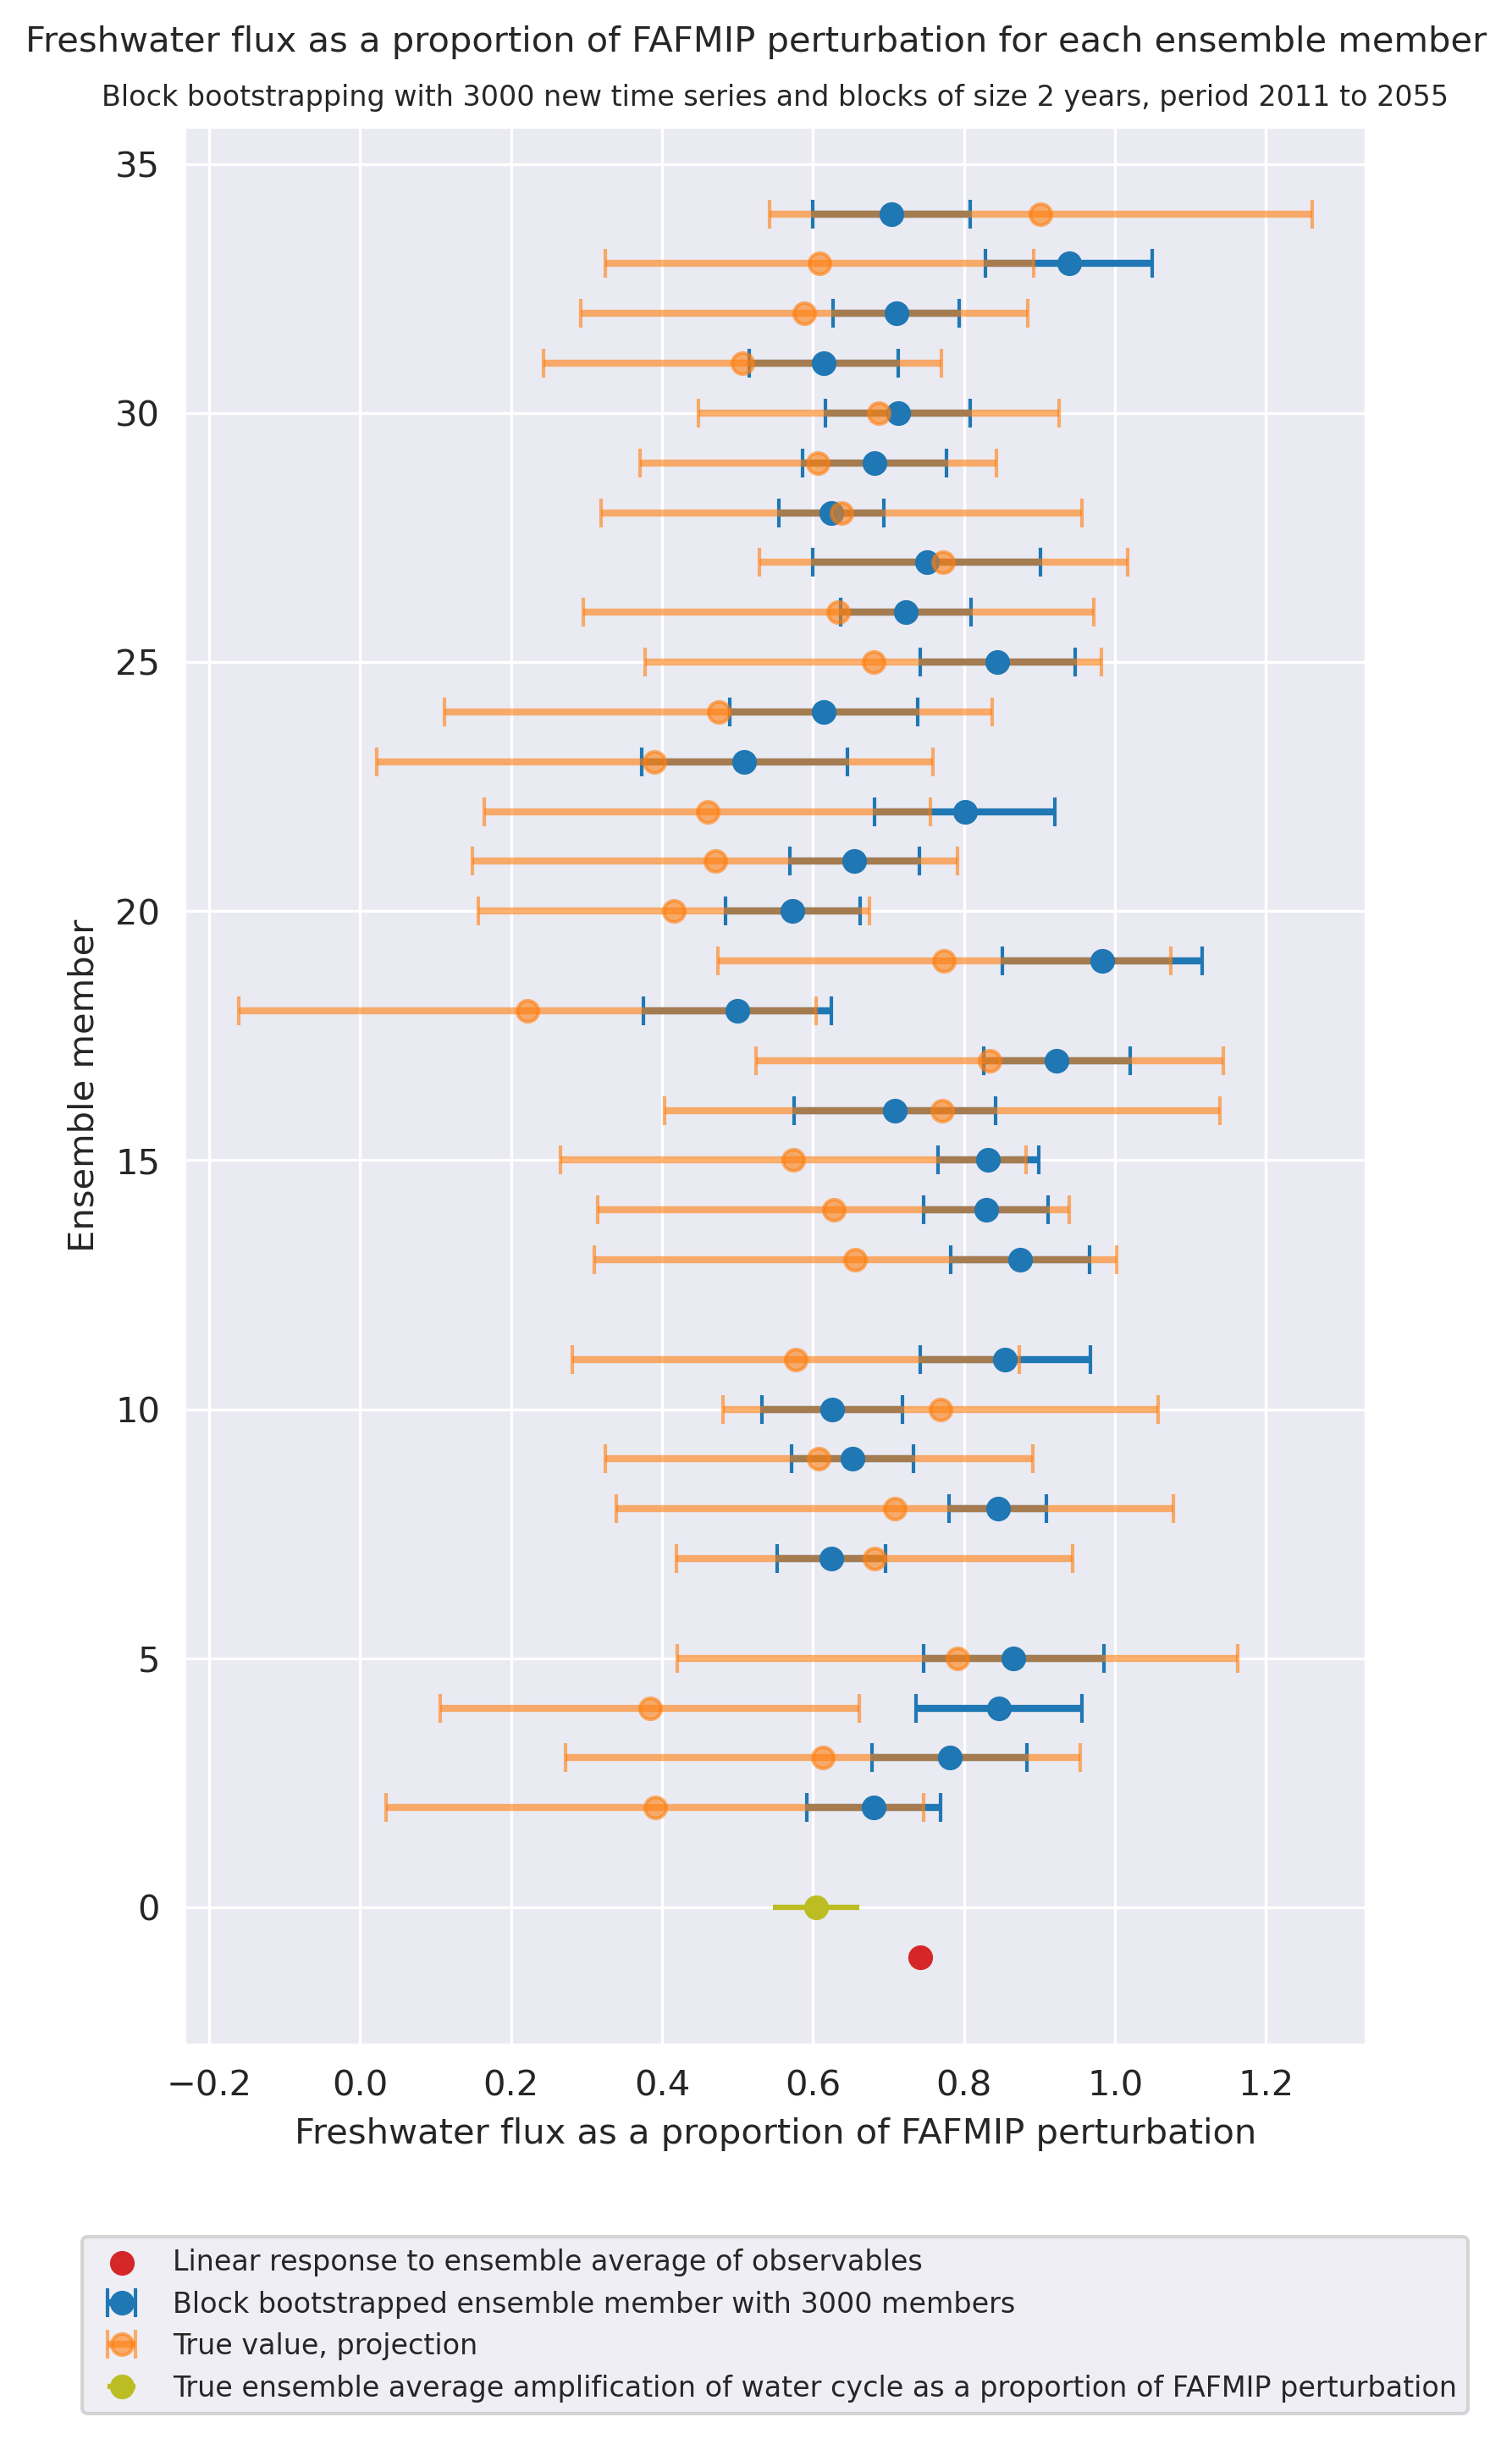 Freshwater flux as a proportion of FAFMIP perturbation for each ensemble member
Block bootstrapping with 3000 new time series and blocks of size 2 years, period 2011 to 2055
35
30
25
20
15
10
5
0
Ensemble member
−0.2 0.0 0.2 0.4 0.6 0.8 1.0 1.2
Freshwater flux as a proportion of FAFMIP perturbation
Linear response to ensemble average of observables
Block bootstrapped ensemble member with 3000 members
True value, projection
True ensemble average amplification of water cycle as a proportion of FAFMIP perturbation